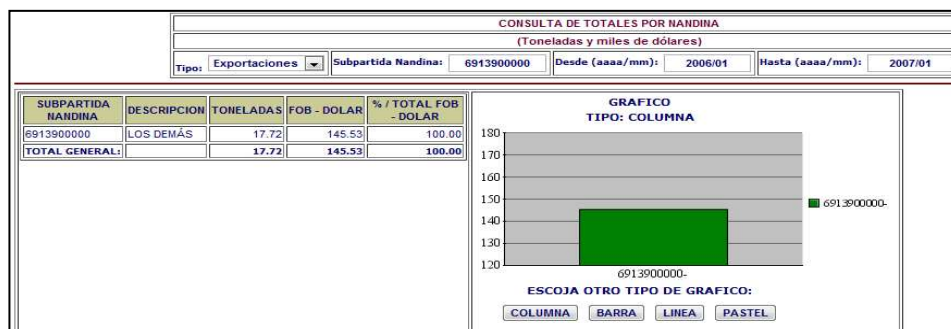 CONSULTA DE TOTALES POR NANDINA
(Toneladas y miles de dólares)
Tipo: Exportaciones Subpartida Nandina: 6913900000 Desde (aaaa/mm): 2006/01 Hasta (aaaa/mm): 2007/01
SUBPARTIDA NANDINA DESCRIPCION TONELADAS FOB - DOLAR % / TOTAL FOB - DOLAR
6913900000 LOS DEMÁS 17.72 145.53 100.00
TOTAL GENERAL: 17.72 145.53 100.00
GRAFICO
TIPO: COLUMNA
180
170
160
150
140
130
120
6913900000-
6913900000-
ESCOJA OTRO TIPO DE GRAFICO:
COLUMNA BARRA LINEA PASTEL